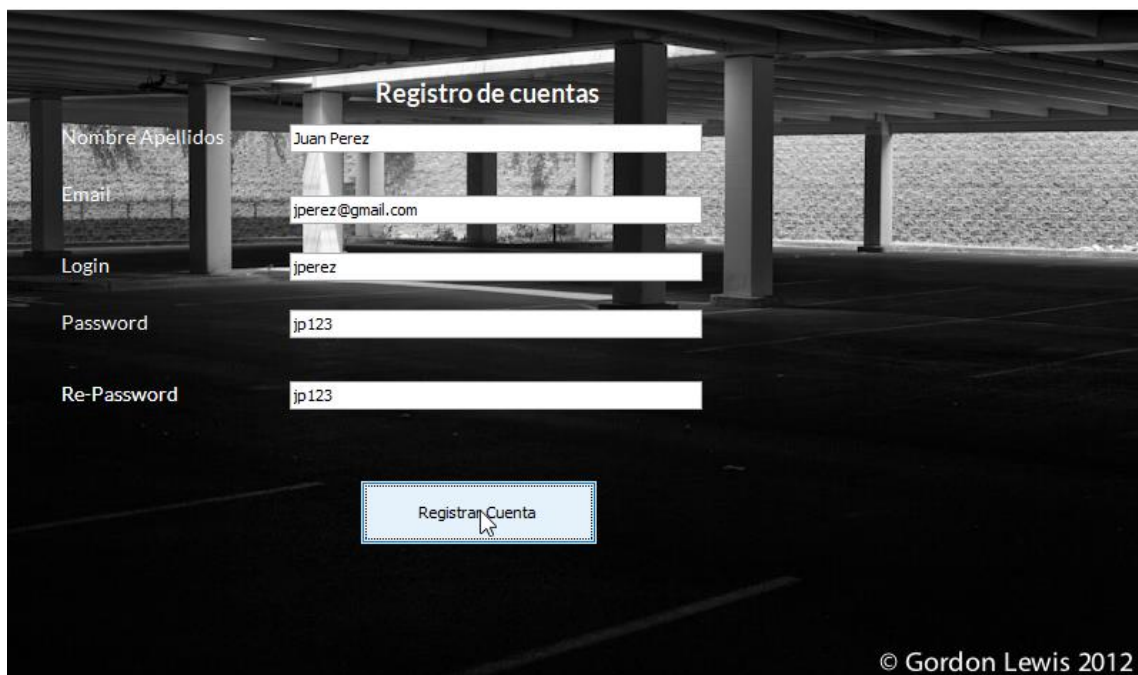 Registro de cuentas
Nombre Apellidos
Juan Perez
Email
jperez@gmail.com
Login
jperez
Password
jp123
Re-Password
jp123
Registrar Cuenta
© Gordon Lewis 2012